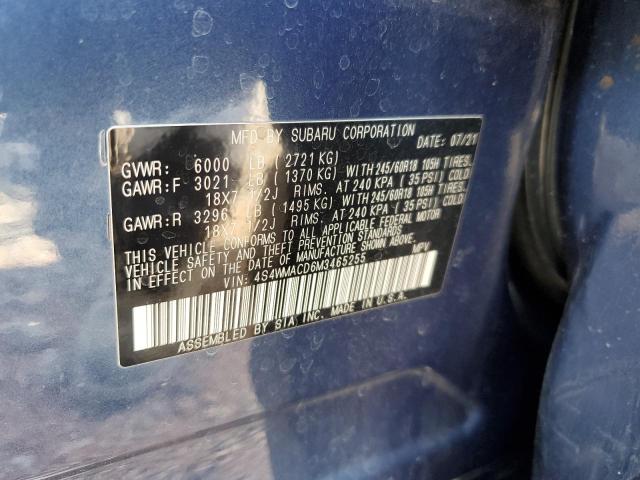 MFD BY SUBARU CORPORATION DATE: 07/21
GVWR: 6000 LB (2721 KG)
GAWR:F 3021 LB (1370 KG) WITH 245/60R18 105H TIRES.
18X7 1/2J RIMS. AT 240 KPA (35 PSI) COLD
GAWR:R 3296 LB (1495 KG) WITH 245/60R18 105H TIRES.
18X7 1/2J RIMS. AT 240 KPA (35 PSI) COLD
THIS VEHICLE CONFORMS TO ALL APPLICABLE FEDERAL MOTOR
VEHICLE SAFETY AND THEFT PREVENTION STANDARDS
IN EFFECT ON THE DATE OF MANUFACTURE SHOWN ABOVE.
VIN: 4S4WMACD6M3465255 MPV
ASSEMBLED BY SIA, INC. MADE IN U.S.A.